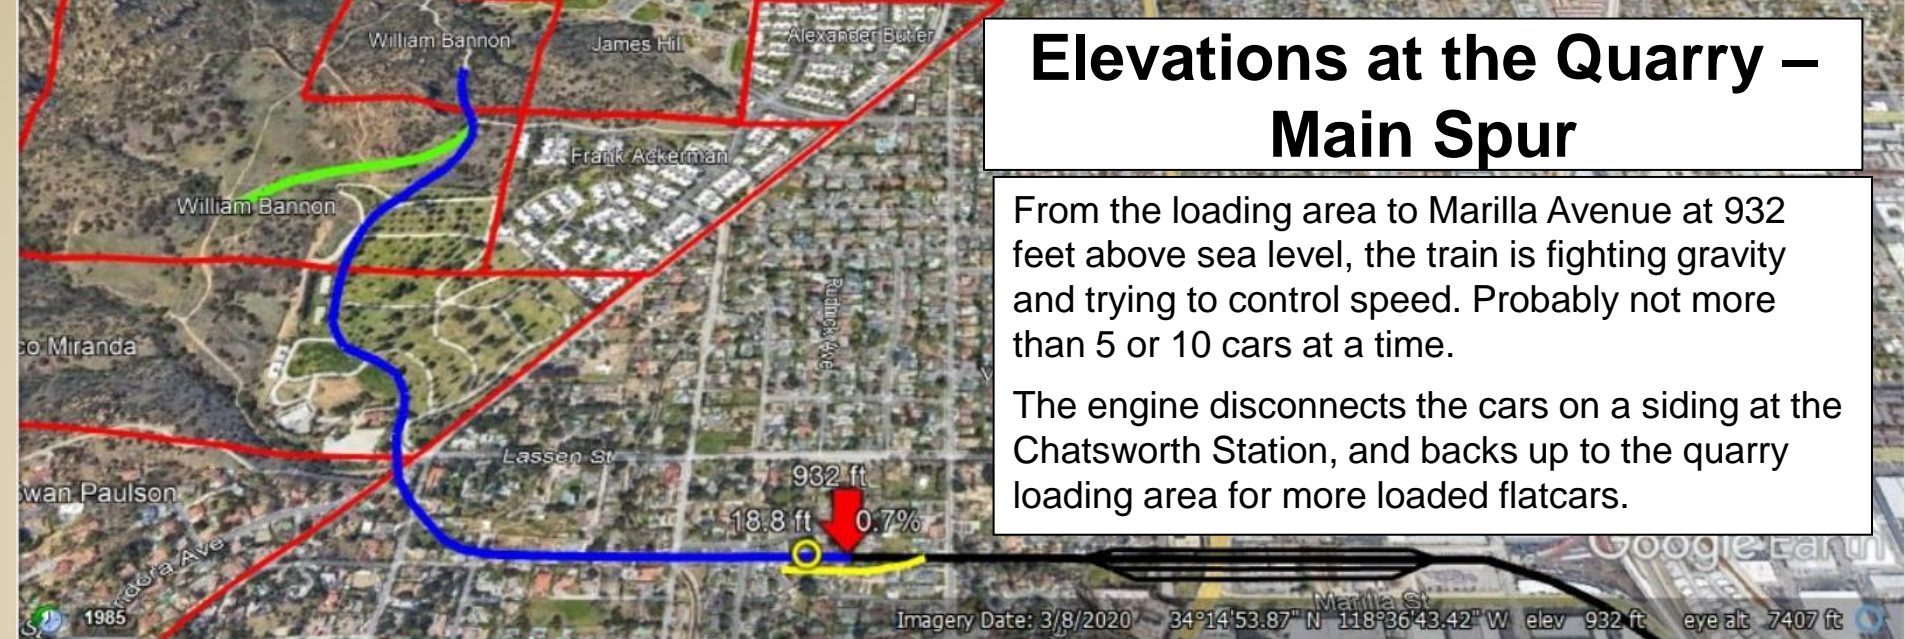 Elevations at the Quarry –
Main Spur
From the loading area to Marilla Avenue at 932
feet above sea level, the train is fighting gravity
and trying to control speed. Probably not more
than 5 or 10 cars at a time.
The engine disconnects the cars on a siding at the
Chatsworth Station, and backs up to the quarry
loading area for more loaded flatcars.
William Bannon
James Hil
Alexander Butler
Frank Ackerman
William Bannon
co Miranda
Lassen St
wan Paulson
932 ft
18.8 ft 0.7%
Google Earth
Marilla St
1985
Imagery Date: 3/8/2020 34°14'53.87" N 118°36'43.42" W elev 932 ft eye alt 7407 ft